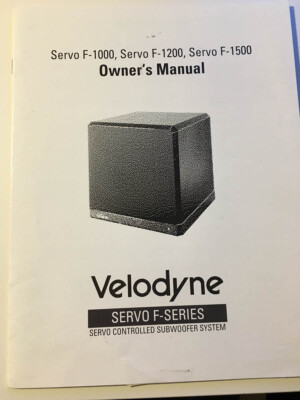 Servo F-1000, Servo F-1200, Servo F-1500
Owner's Manual
Velodyne
SERVO F-SERIES
SERVO CONTROLLED SUBWOOFER SYSTEM